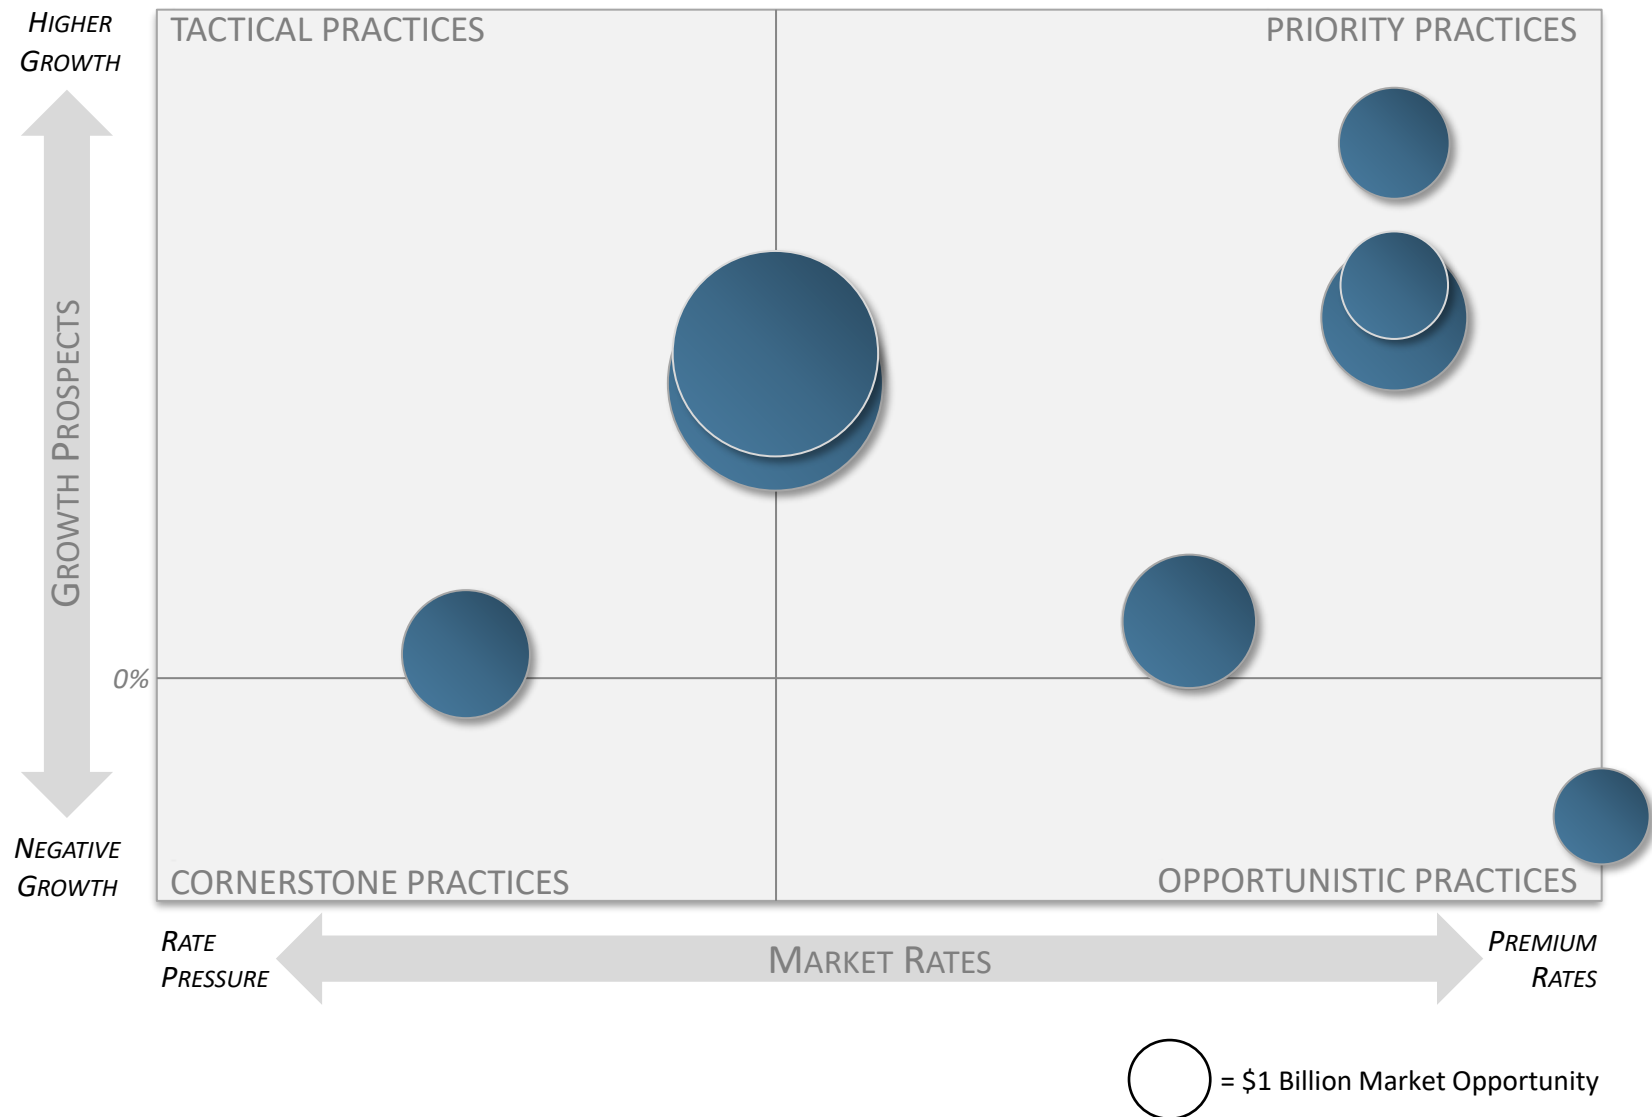 HIGHER
GROWTH
TACTICAL PRACTICES
PRIORITY PRACTICES
GROWTH PROSPECTS
0%
NEGATIVE
GROWTH
CORNERSTONE PRACTICES
OPPORTUNISTIC PRACTICES
RATE
PRESSURE
MARKET RATES
PREMIUM
RATES
= $1 Billion Market Opportunity